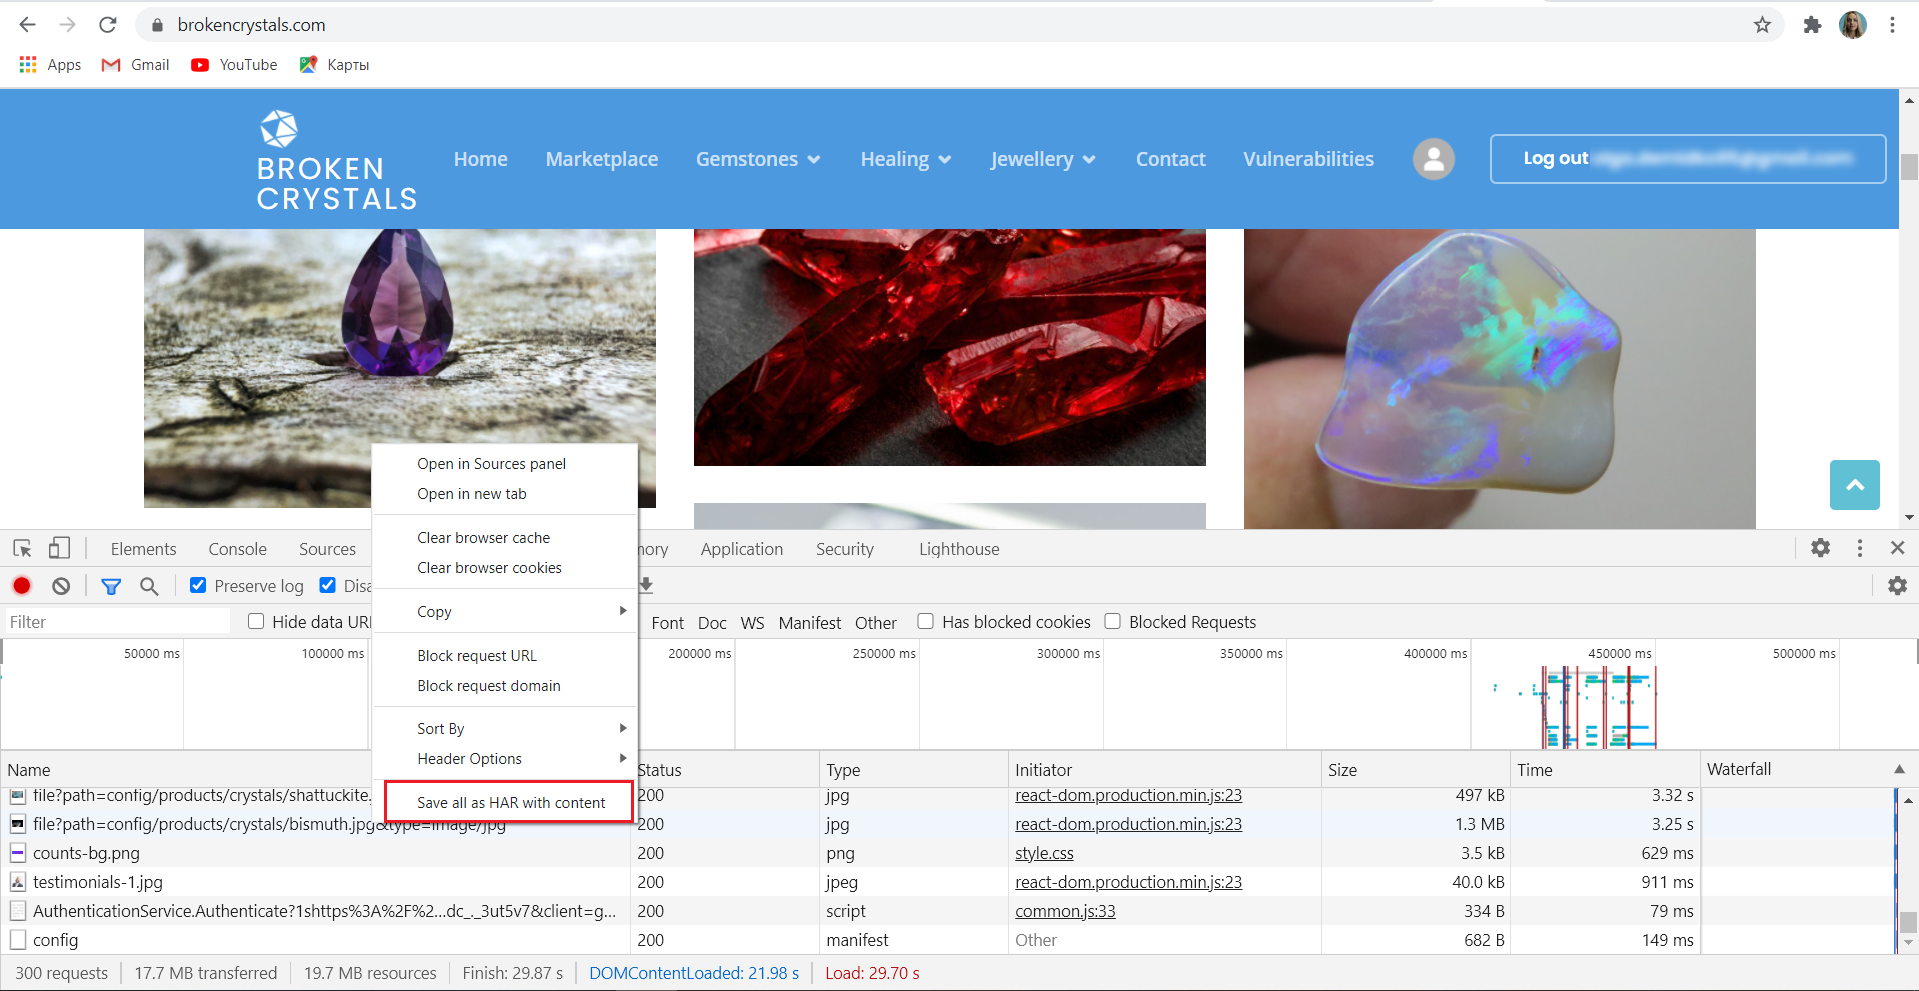 brokencrystals.com
Apps Gmail YouTube Карты
BROKEN
CRYSTALS
Home Marketplace Gemstones Healing Jewellery Contact Vulnerabilities Log out
Open in Sources panel
Open in new tab
Clear browser cache
Clear browser cookies
Copy
Block request URL
Block request domain
Sort By
Header Options
Save all as HAR with content
Elements Console Sources mory Application Security Lighthouse
Preserve log Disa
Filter Hide data URL Font Doc WS Manifest Other Has blocked cookies Blocked Requests
50000 ms 100000 ms 200000 ms 250000 ms 300000 ms 350000 ms 400000 ms 450000 ms 500000 ms
Name Status Type Initiator Size Time Waterfall
file?path=config/products/crystals/shattuckite. 200 jpg react-dom.production.min.js:23 497 kB 3.32 s
file?path=config/products/crystals/bismuth.jpg&type=image/jpg 200 jpg react-dom.production.min.js:23 1.3 MB 3.25 s
counts-bg.png 200 png style.css 3.5 kB 629 ms
testimonials-1.jpg 200 jpeg react-dom.production.min.js:23 40.0 kB 911 ms
AuthenticationService.Authenticate?1shttps%3A%2F%2...dc_._3ut5v7&client=g... 200 script common.js:33 334 B 79 ms
config 200 manifest Other 682 B 149 ms
300 requests 17.7 MB transferred 19.7 MB resources Finish: 29.87 s DOMContentLoaded: 21.98 s Load: 29.70 s